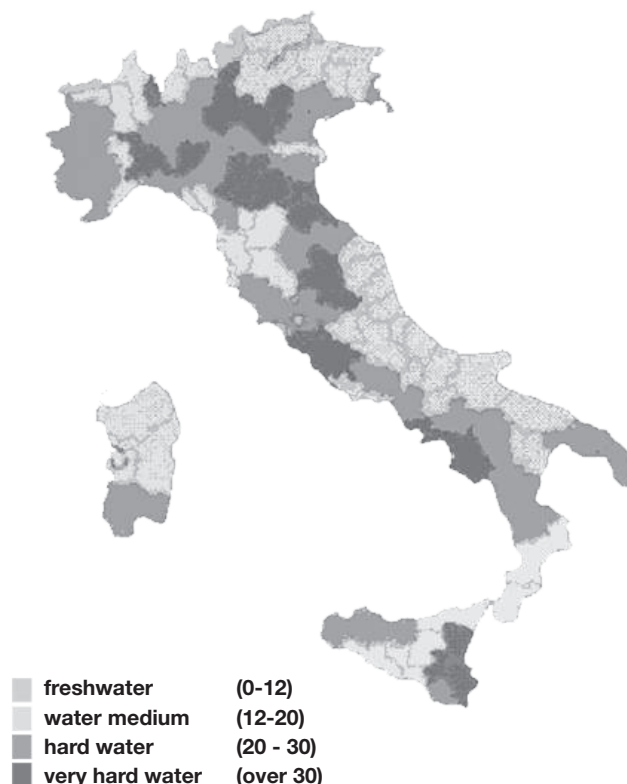 freshwater (0-12)
water medium (12-20)
hard water (20 - 30)
very hard water (over 30)